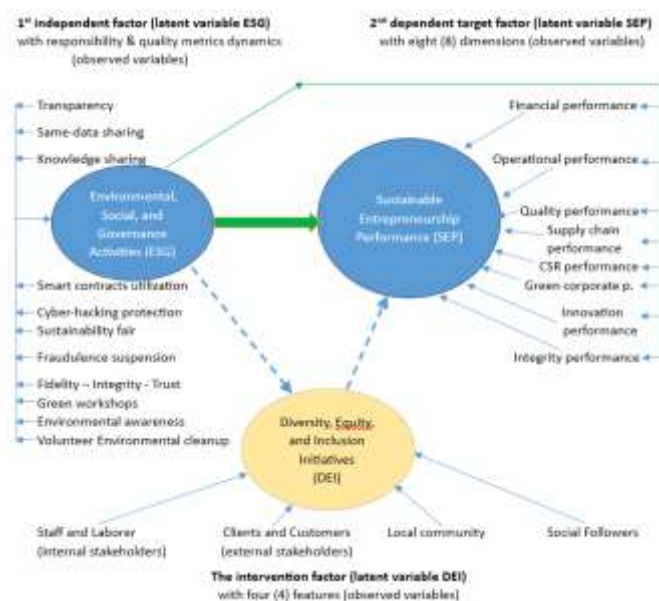 1st independent factor (latent variable ESG)
with responsibility & quality metrics dynamics
(observed variables)
2nd dependent target factor (latent variable SEP)
with eight (8) dimensions (observed variables)
Transparency
Same-data sharing
Knowledge sharing
Environmental,
Social, and
Governance
Activities (ESG)
Smart contracts utilization
Cyber-hacking protection
Sustainability fair
Fraudulence suspension
Fidelity – Integrity - Trust
Green workshops
Environmental awareness
Volunteer Environmental cleanup
Sustainable
Entrepreneurship
Performance (SEP)
Financial performance
Operational performance
Quality performance
Supply chain
performance
CSR performance
Green corporate p.
Innovation
performance
Integrity performance
Diversity, Equity,
and Inclusion
Initiatives
(DEI)
Staff and Laborer
(internal stakeholders)
Clients and Customers
(external stakeholders)
Local community
Social Followers
The intervention factor (latent variable DEI)
with four (4) features (observed variables)